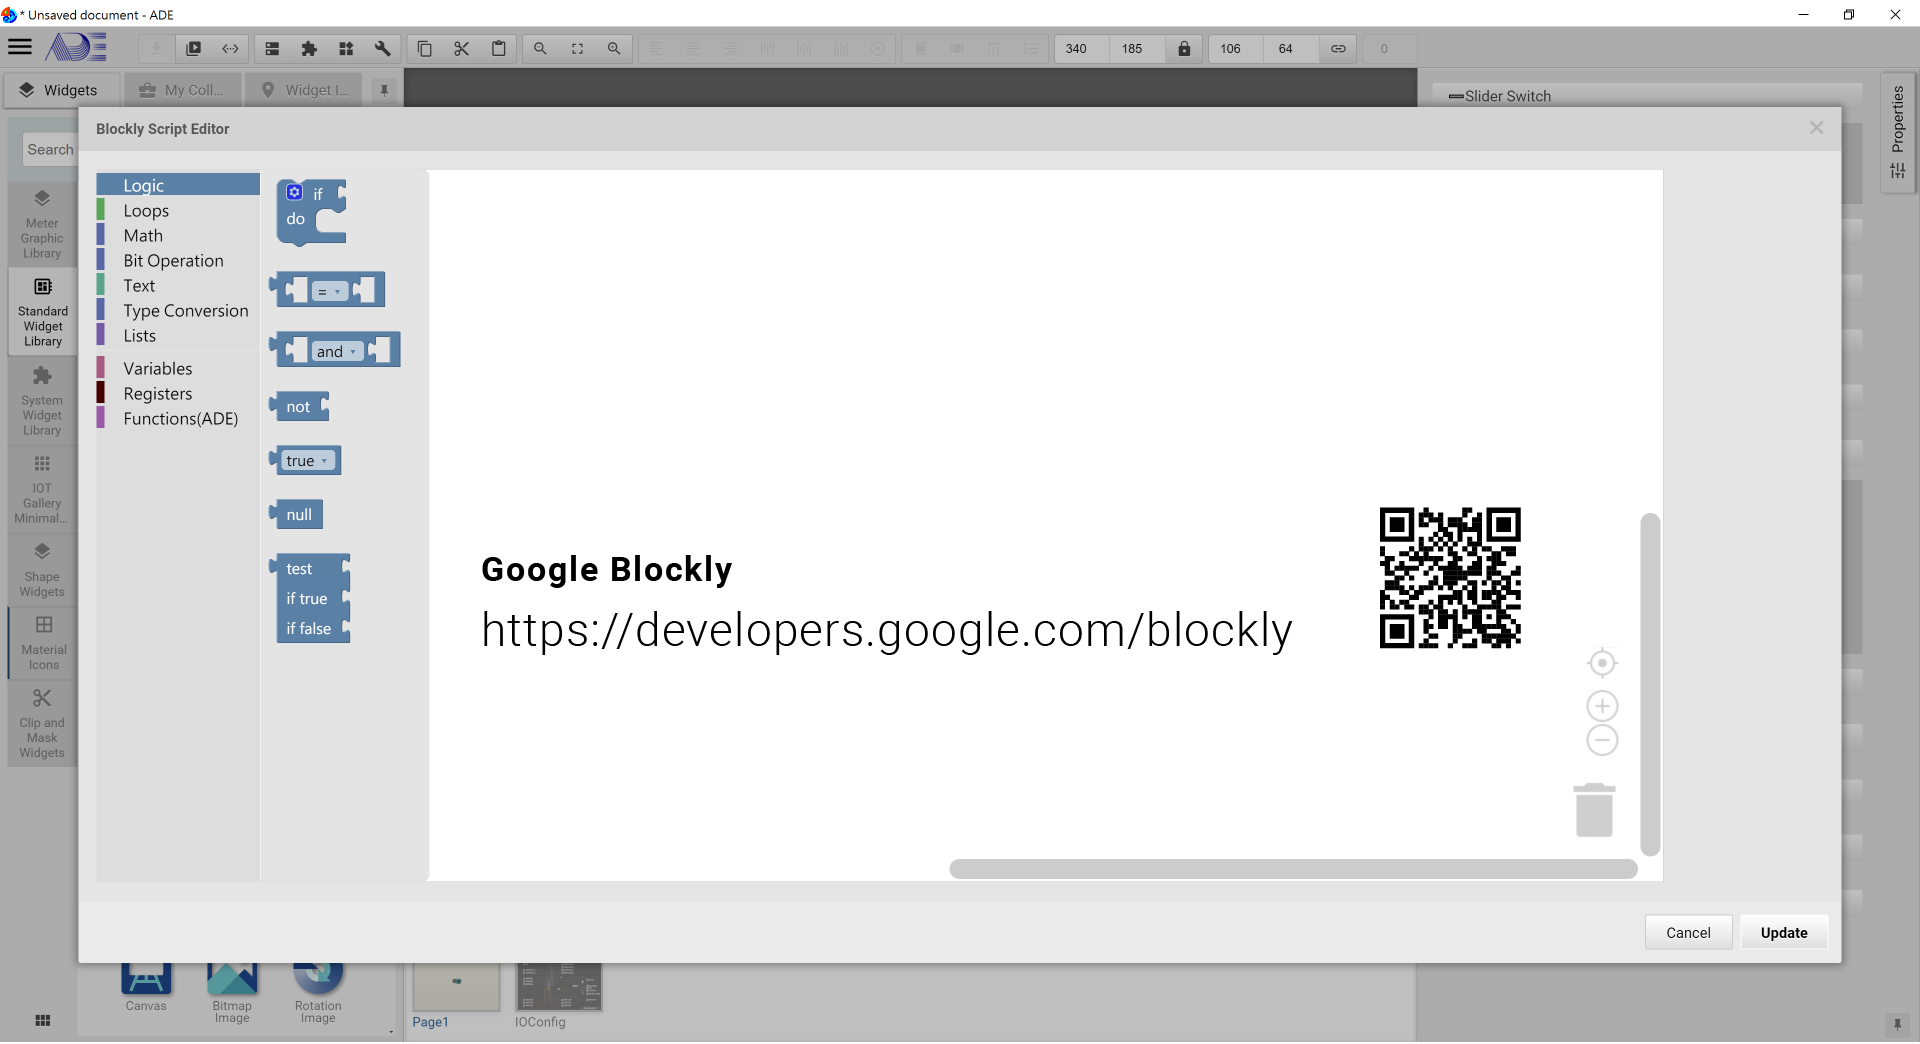 * Unsaved document - ADE
ADE
340
185
106
64
0
Widgets
My Coll...
Widget I...
Slider Switch
Properties
Search
Meter
Graphic
Library
Standard
Widget
Library
System
Widget
Library
IOT
Gallery
Minimal...
Shape
Widgets
Material
Icons
Clip and
Mask
Widgets
Blockly Script Editor
Logic
Loops
Math
Bit Operation
Text
Type Conversion
Lists
Variables
Registers
Functions(ADE)
if
do
=
and
not
true
null
test
if true
if false
Google Blockly
https://developers.google.com/blockly
Cancel
Update
Canvas
Bitmap
Image
Rotation
Image
Page1
IOConfig